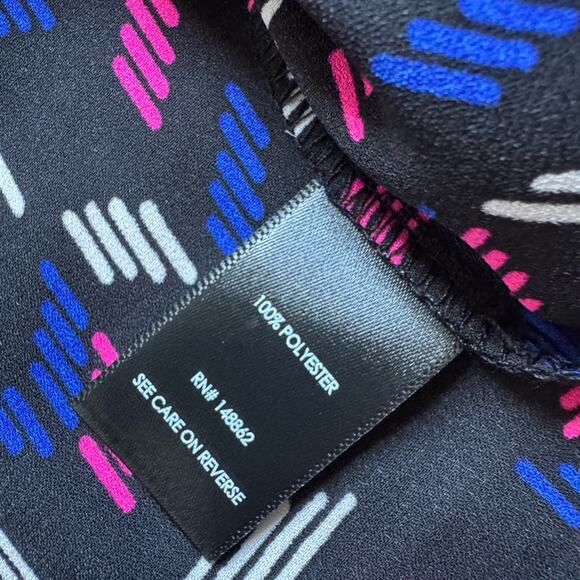 100% POLYESTER
RN# 148862
SEE CARE ON REVERSE